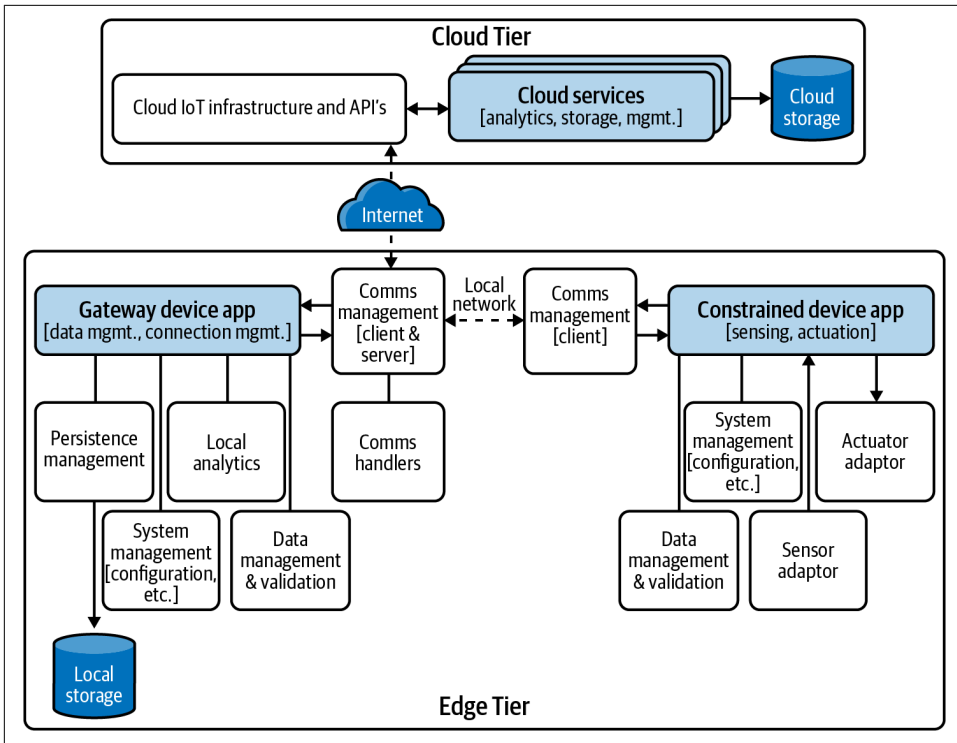 Cloud Tier
Cloud IoT infrastructure and API's
Cloud services
[analytics, storage, mgmt.]
Cloud
storage
Internet
Gateway device app
[data mgmt., connection mgmt.]
Comms
management
[client &
server]
Local
network
Comms
management
[client]
Constrained device app
[sensing, actuation]
Persistence
management
Local
analytics
Comms
handlers
System
management
[configuration,
etc.]
Actuator
adaptor
System
management
[configuration,
etc.]
Data
management
& validation
Data
management
& validation
Sensor
adaptor
Local
storage
Edge Tier